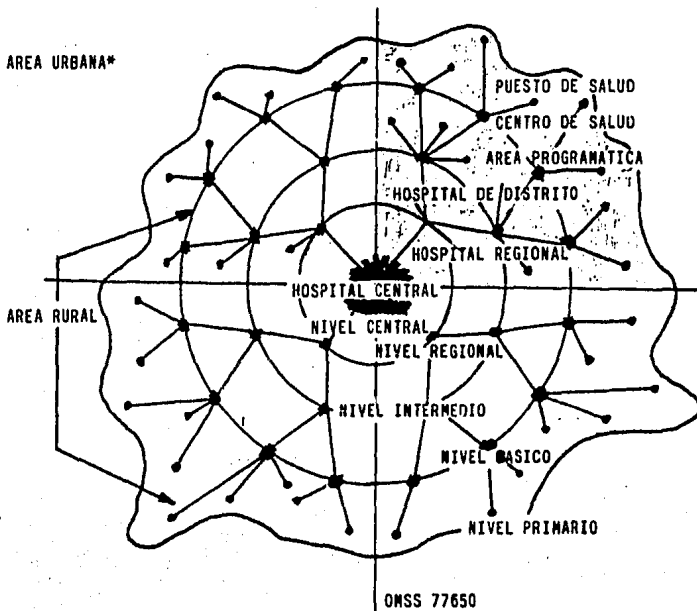 AREA URBANA*
PUESTO DE SALUD
CENTRO DE SALUD
AREA PROGRAMATICA
HOSPITAL DE DISTRITO
HOSPITAL REGIONAL
HOSPITAL CENTRAL
AREA RURAL
NIVEL CENTRAL
NIVEL REGIONAL
NIVEL INTERMEDIO
NIVEL BASICO
NIVEL PRIMARIO
OMSS 77650